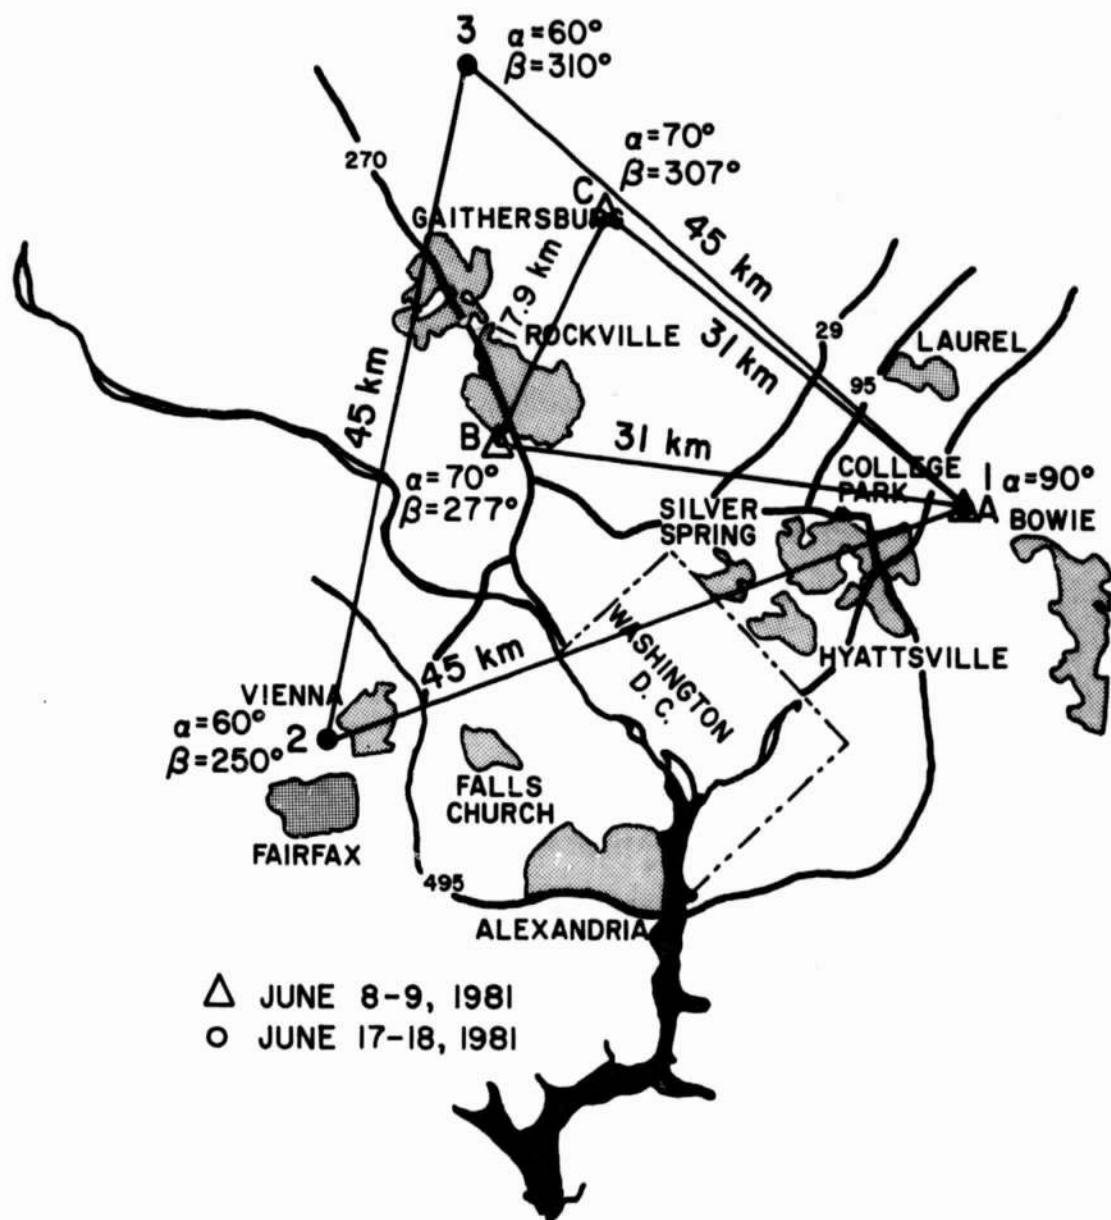 3
α=60°
β=310°
270
α=70°
β=307°
C
GAITHERSBURG
45 km
17.9 km
31 km
ROCKVILLE
29
LAUREL
95
45 km
B
31 km
α=70°
β=277°
COLLEGE
PARK
1
α=90°
A
SILVER
SPRING
BOWIE
WASHINGTON
D. C.
HYATTSVILLE
45 km
VIENNA
α=60°
2
β=250°
FALLS
CHURCH
FAIRFAX
495
ALEXANDRIA
△ JUNE 8-9, 1981
○ JUNE 17-18, 1981